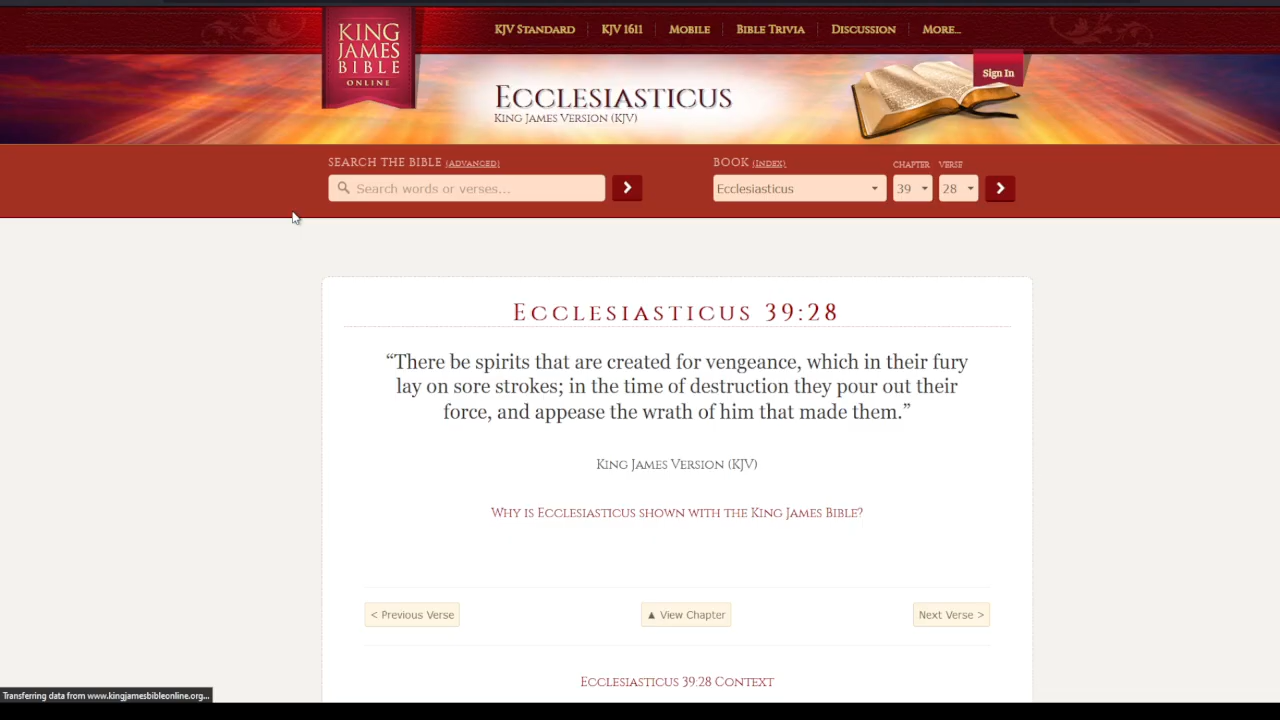 KING
JAMES
BIBLE
ONLINE
KJV Standard
KJV 1611
Mobile
Bible Trivia
Discussion
More...
Sign In
Ecclesiasticus
King James Version (KJV)
Search the Bible (Advanced)
Search words or verses...
Book (Index)
Chapter
Verse
Ecclesiasticus
39
28
Ecclesiasticus 39:28
“There be spirits that are created for vengeance, which in their fury
lay on sore strokes; in the time of destruction they pour out their
force, and appease the wrath of him that made them.”
King James Version (KJV)
Why is Ecclesiasticus shown with the King James Bible?
< Previous Verse
▲ View Chapter
Next Verse >
Ecclesiasticus 39:28 Context
Transferring data from www.kingjamesbibleonline.org...